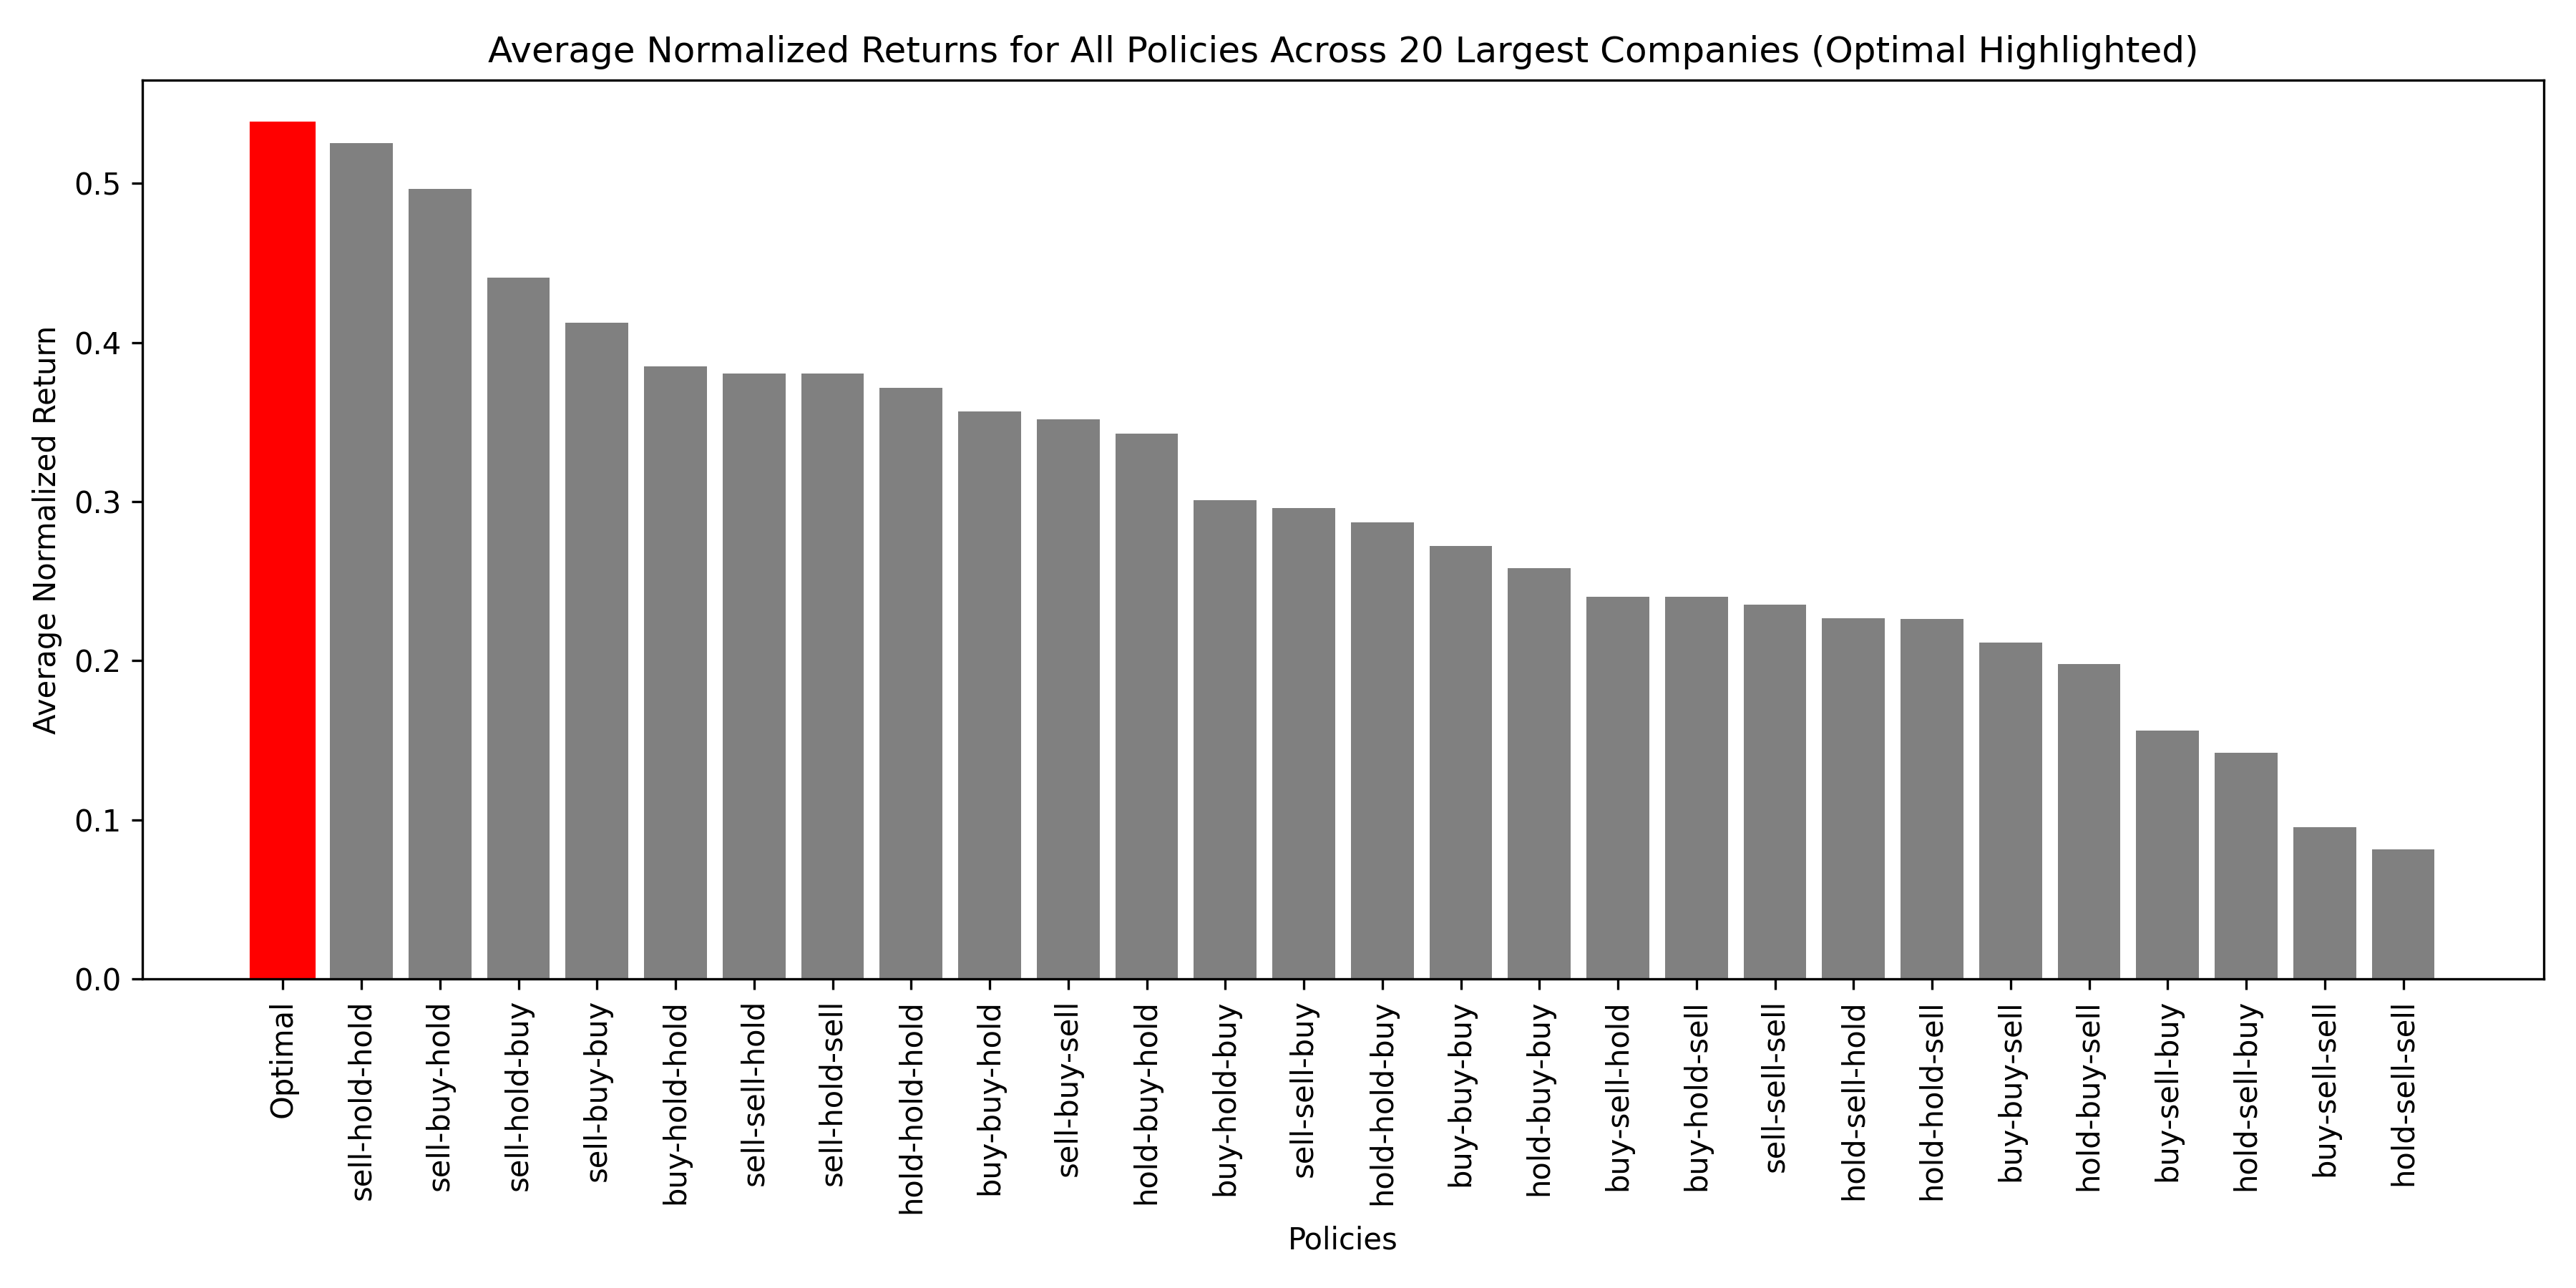 Average Normalized Returns for All Policies Across 20 Largest Companies (Optimal Highlighted)
Average Normalized Return
0.5
0.4
0.3
0.2
0.1
0.0
Optimal
sell-hold-hold
sell-buy-hold
sell-hold-buy
sell-buy-buy
buy-hold-hold
sell-sell-hold
sell-hold-sell
hold-hold-hold
buy-buy-hold
sell-buy-sell
hold-buy-hold
buy-hold-buy
sell-sell-buy
hold-hold-buy
buy-buy-buy
hold-buy-buy
buy-sell-hold
buy-hold-sell
sell-sell-sell
hold-sell-hold
hold-hold-sell
buy-buy-sell
hold-buy-sell
buy-sell-buy
hold-sell-buy
buy-sell-sell
hold-sell-sell
Policies